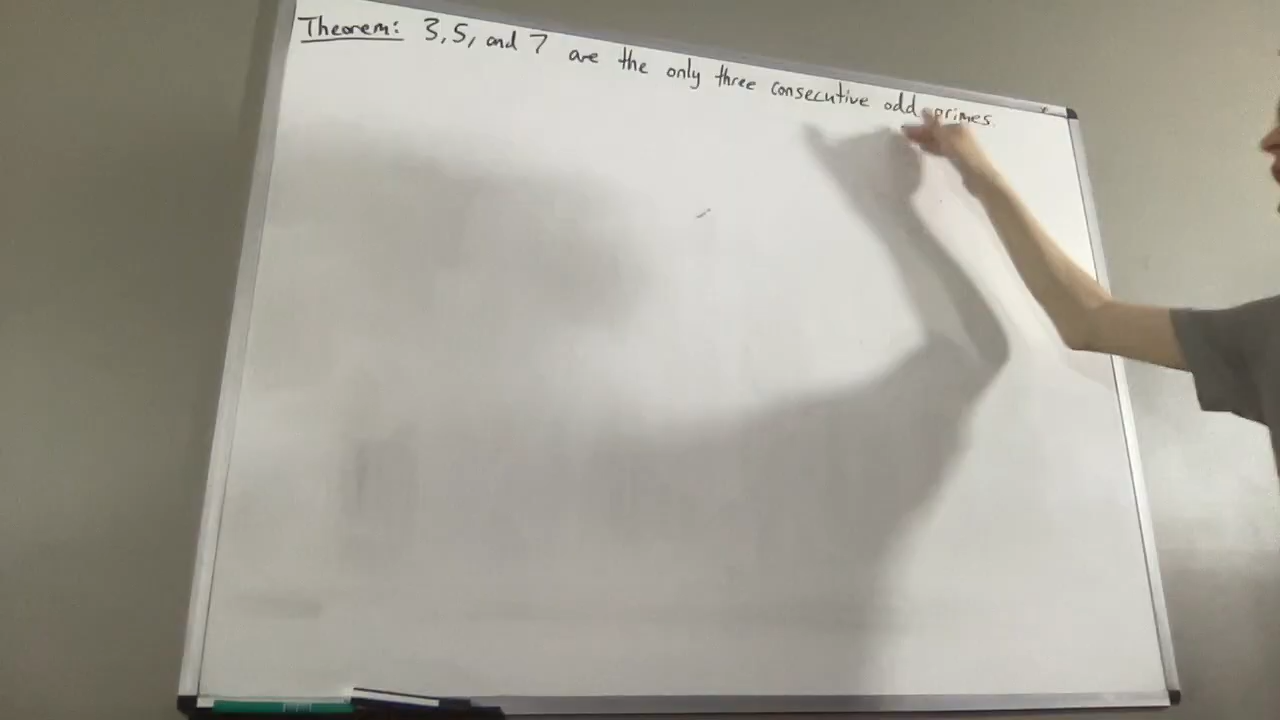 Theorem: 3, 5, and 7 are the only three consecutive odd primes.